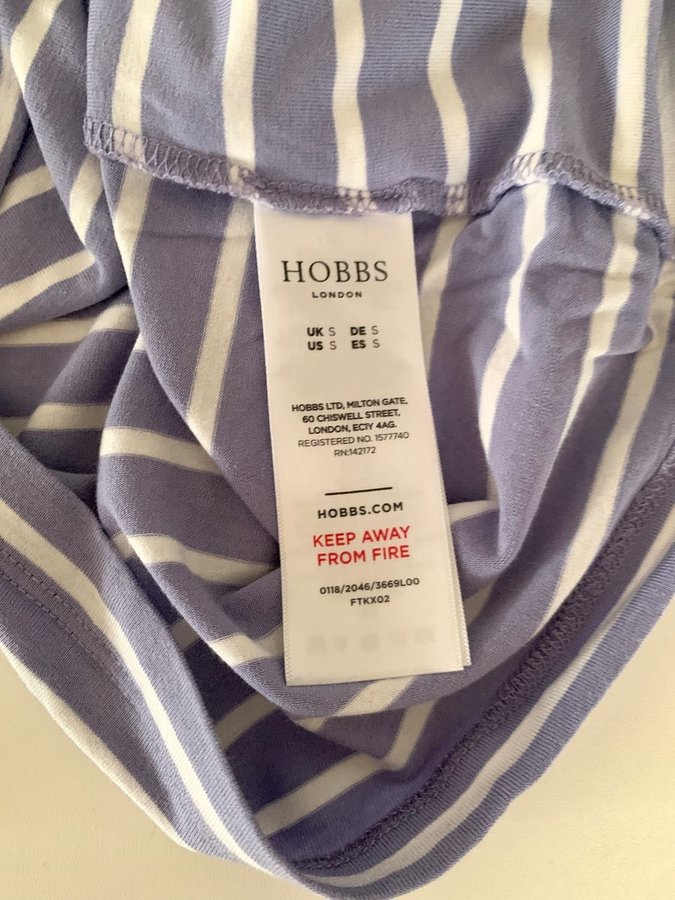 HOBBS
LONDON
UK S DE S
US S ES S
HOBBS LTD, MILTON GATE,
60 CHISWELL STREET,
LONDON, EC1Y 4AG.
REGISTERED NO. 1577740
RN:142172
HOBBS.COM
KEEP AWAY
FROM FIRE
0118/2046/3669L00
FTKX02